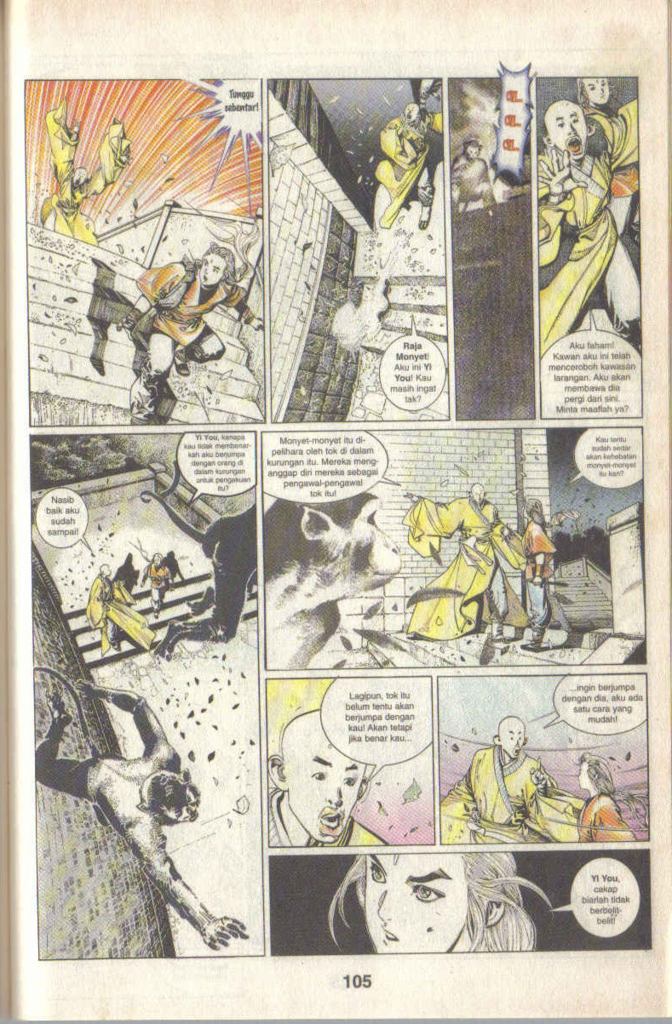 Tunggu
sebentar!
Raja
Monyet!
Aku ini YI
You! Kau
masih ingat
tak?
Aku faham!
Kawan aku ini telah
menceroboh kawasan
larangan. Aku akan
membawa dia
pergi dari sini.
Minta maaflah ya?
Yi You, kenapa
kau tidak membenar-
kah aku berjumpa
dengan orang di
dalam kurungan
untuk pengakuan
itu?
Nasib
baik aku
sudah
sampai!
Monyet-monyet itu di-
pelihara oleh tok di dalam
kurungan itu. Mereka meng-
anggap diri mereka sebagai
pengawal-pengawal
tok itu!
Kau tentu
sudah sedar
akan kehebatan
monyet-monyet
itu kan?
Lagipun, tok itu
belum tentu akan
berjumpa dengan
kau! Akan tetapi
jika benar kau...
...ingin berjumpa
dengan dia, aku ada
satu cara yang
mudah!
YI You,
cakap
biarlah tidak
berbelit-
belit!
105